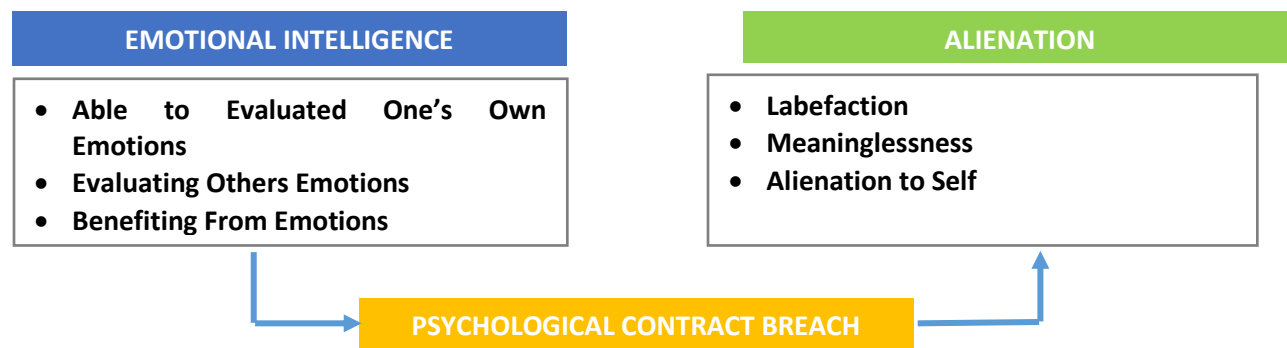 EMOTIONAL INTELLIGENCE
• Able to Evaluated One's Own
Emotions
• Evaluating Others Emotions
• Benefiting From Emotions
ALIENATION
• Labefaction
• Meaninglessness
• Alienation to Self
PSYCHOLOGICAL CONTRACT BREACH